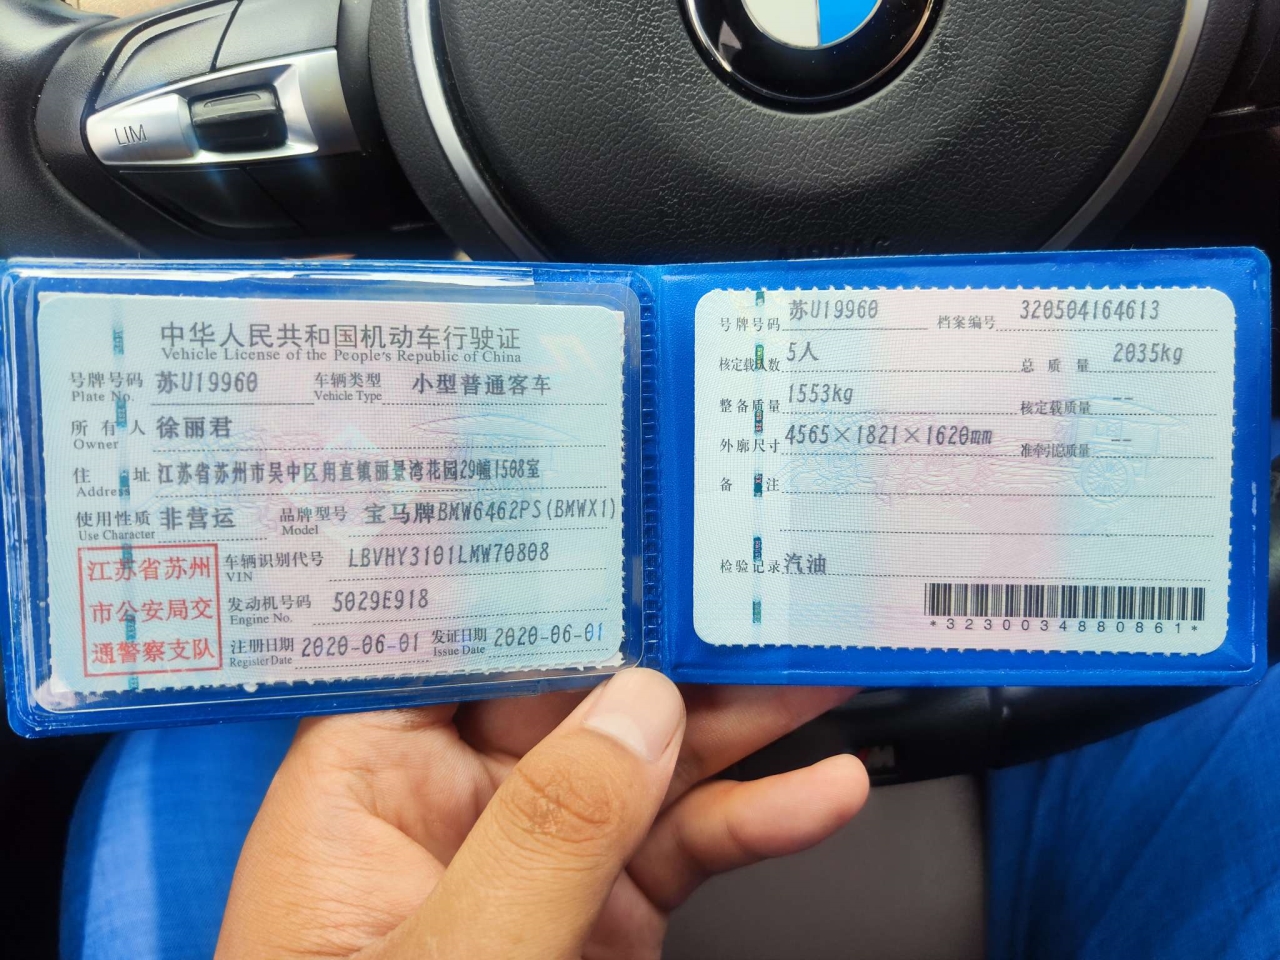 LIM
中华人民共和国机动车行驶证
Vehicle License of the People's Republic of China
号牌号码 苏U19960 车辆类型 小型普通客车
Plate No. Vehicle Type
所有人 徐丽君
Owner
住址 江苏省苏州市吴中区甪直镇丽景湾花园29幢1508室
Address
使用性质 非营运 品牌型号 宝马牌BMW6462PS(BMWX1)
Use Character Model
江苏省苏州
市公安局交
通警察支队
车辆识别代号 LBVHY3101LMW70808
VIN
发动机号码 5029E918
Engine No.
注册日期 2020-06-01 发证日期 2020-06-01
Register Date Issue Date
号牌号码 苏U19960 档案编号 320504164613
核定载人数 5人 总质量 2035kg
整备质量 1553kg 核定载质量 --
外廓尺寸 4565×1821×1620mm 准牵引总质量 --
备注
检验记录 汽油
*3230034880861*
M